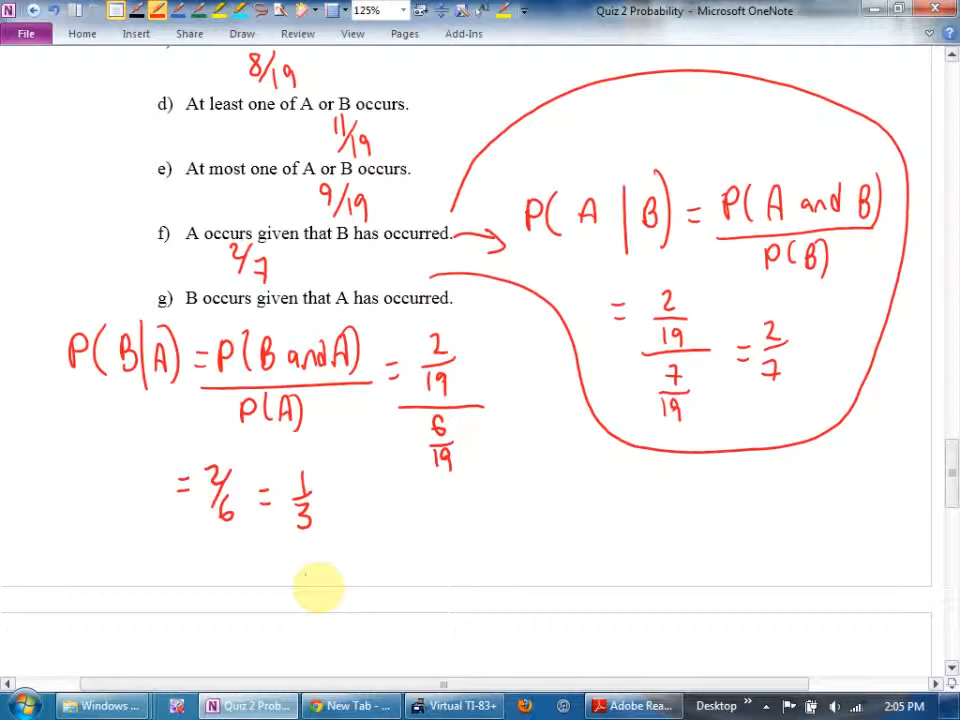 Quiz 2 Probability - Microsoft OneNote
125%
File Home Insert Share Draw Review View Pages Add-Ins
8/19
d) At least one of A or B occurs.
11/19
e) At most one of A or B occurs.
9/19
f) A occurs given that B has occurred.
2/7
P( A | B) = P( A and B) / P(B)
= 2/19 / 7/19 = 2/7
g) B occurs given that A has occurred.
P( B|A) = P( B and A) / P(A) = 2/19 / 6/19
= 2/6 = 1/3
Windows ... Quiz 2 Probab... New Tab - ... Virtual TI-83+ Adobe Rea... Desktop 2:05 PM